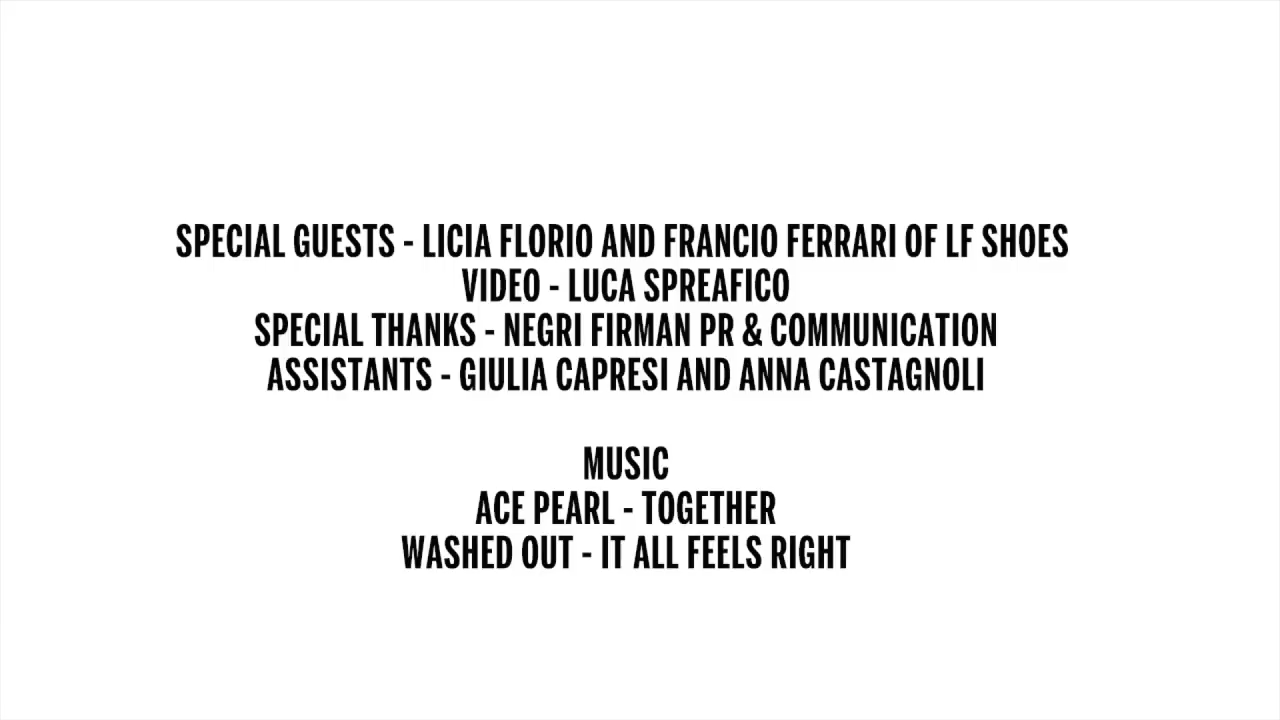 SPECIAL GUESTS - LICIA FLORIO AND FRANCIO FERRARI OF LF SHOES
VIDEO - LUCA SPREAFICO
SPECIAL THANKS - NEGRI FIRMAN PR & COMMUNICATION
ASSISTANTS - GIULIA CAPRESI AND ANNA CASTAGNOLI
MUSIC
ACE PEARL - TOGETHER
WASHED OUT - IT ALL FEELS RIGHT